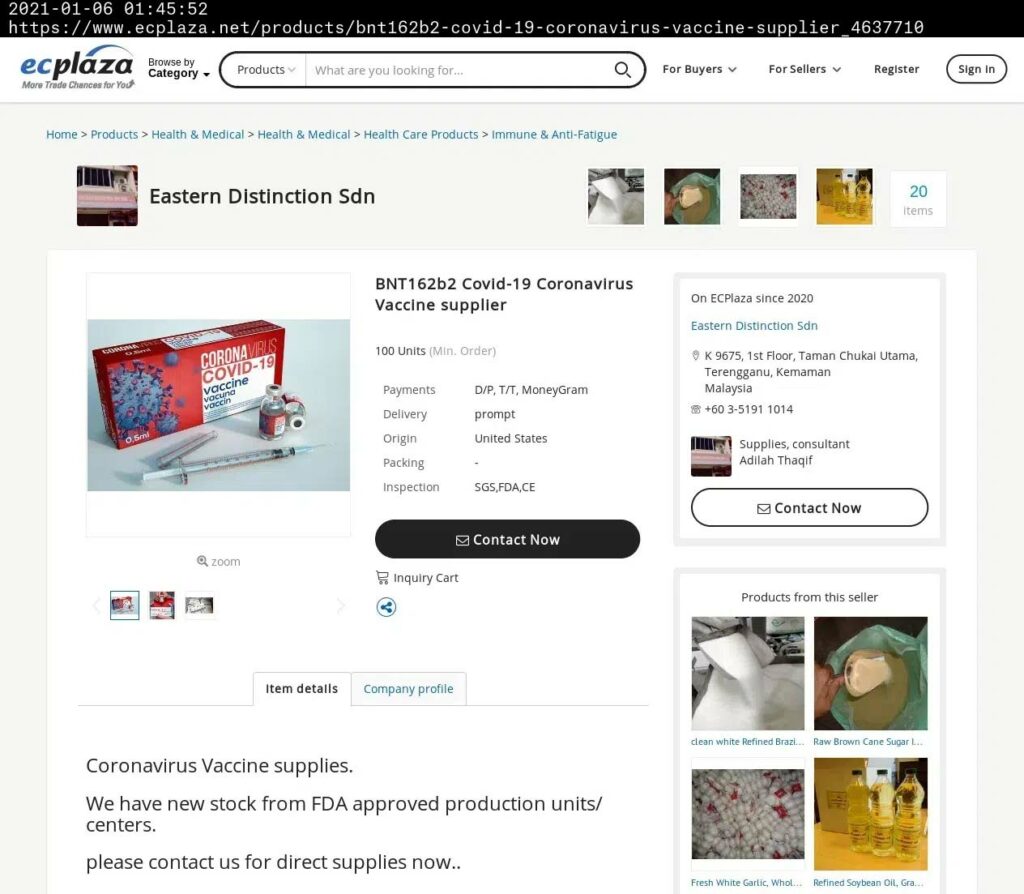 2021-01-06 01:45:52
https://www.ecplaza.net/products/bnt162b2-covid-19-coronavirus-vaccine-supplier_4637710
ecplaza
More Trade Chances for You
Browse by
Category
Products
What are you looking for...
For Buyers
For Sellers
Register
Sign In
Home > Products > Health & Medical > Health & Medical > Health Care Products > Immune & Anti-Fatigue
Eastern Distinction Sdn
20
items
CORONAVIRUS
COVID-19
0.5ml
CORONAVIRUS
COVID-19
vaccine
vacuna
vaccin
0,5ml
zoom
BNT162b2 Covid-19 Coronavirus
Vaccine supplier
100 Units (Min. Order)
Payments D/P, T/T, MoneyGram
Delivery prompt
Origin United States
Packing -
Inspection SGS,FDA,CE
Contact Now
Inquiry Cart
On ECPlaza since 2020
Eastern Distinction Sdn
K 9675, 1st Floor, Taman Chukai Utama,
Terengganu, Kemaman
Malaysia
+60 3-5191 1014
Supplies, consultant
Adilah Thaqif
Contact Now
Products from this seller
clean white Refined Brazi...
Raw Brown Cane Sugar I...
Fresh White Garlic, Whol...
Refined Soybean Oil, Gra...
Item details
Company profile
Coronavirus Vaccine supplies.
We have new stock from FDA approved production units/
centers.
please contact us for direct supplies now..